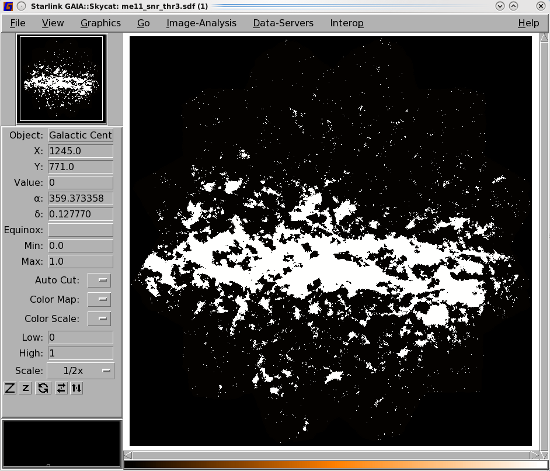 Starlink GAIA::Skycat: me11_snr_thr3.sdf (1)
File View Graphics Go Image-Analysis Data-Servers Interop Help
Object: Galactic Cent
X: 1245.0
Y: 771.0
Value: 0
α: 359.373358
δ: 0.127770
Equinox:
Min: 0.0
Max: 1.0
Auto Cut:
Color Map:
Color Scale:
Low: 0
High: 1
Scale: 1/2x
Z z